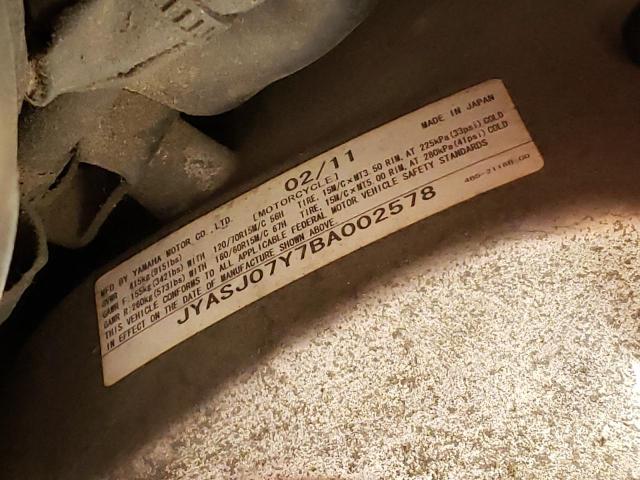 02/11
MADE IN JAPAN
MFD BY YAMAHA MOTOR CO.,LTD. [MOTORCYCLE]
GVWR 415kg(915lbs) WITH 120/70R15M/C 56H TIRE, 15M/C×MT3.50 RIM, AT 225kPa(33psi)COLD
GAWR F:155kg(342lbs) WITH 160/60R15M/C 67H TIRE, 15M/C×MT5.00 RIM, AT 280kPa(41psi)COLD
GAWR R:260kg(573lbs)
THIS VEHICLE CONFORMS TO ALL APPLICABLE FEDERAL MOTOR VEHICLE SAFETY STANDARDS
IN EFFECT ON THE DATE OF MANUFACTURE SHOWN ABOVE.
JYASJ07Y7BA002578